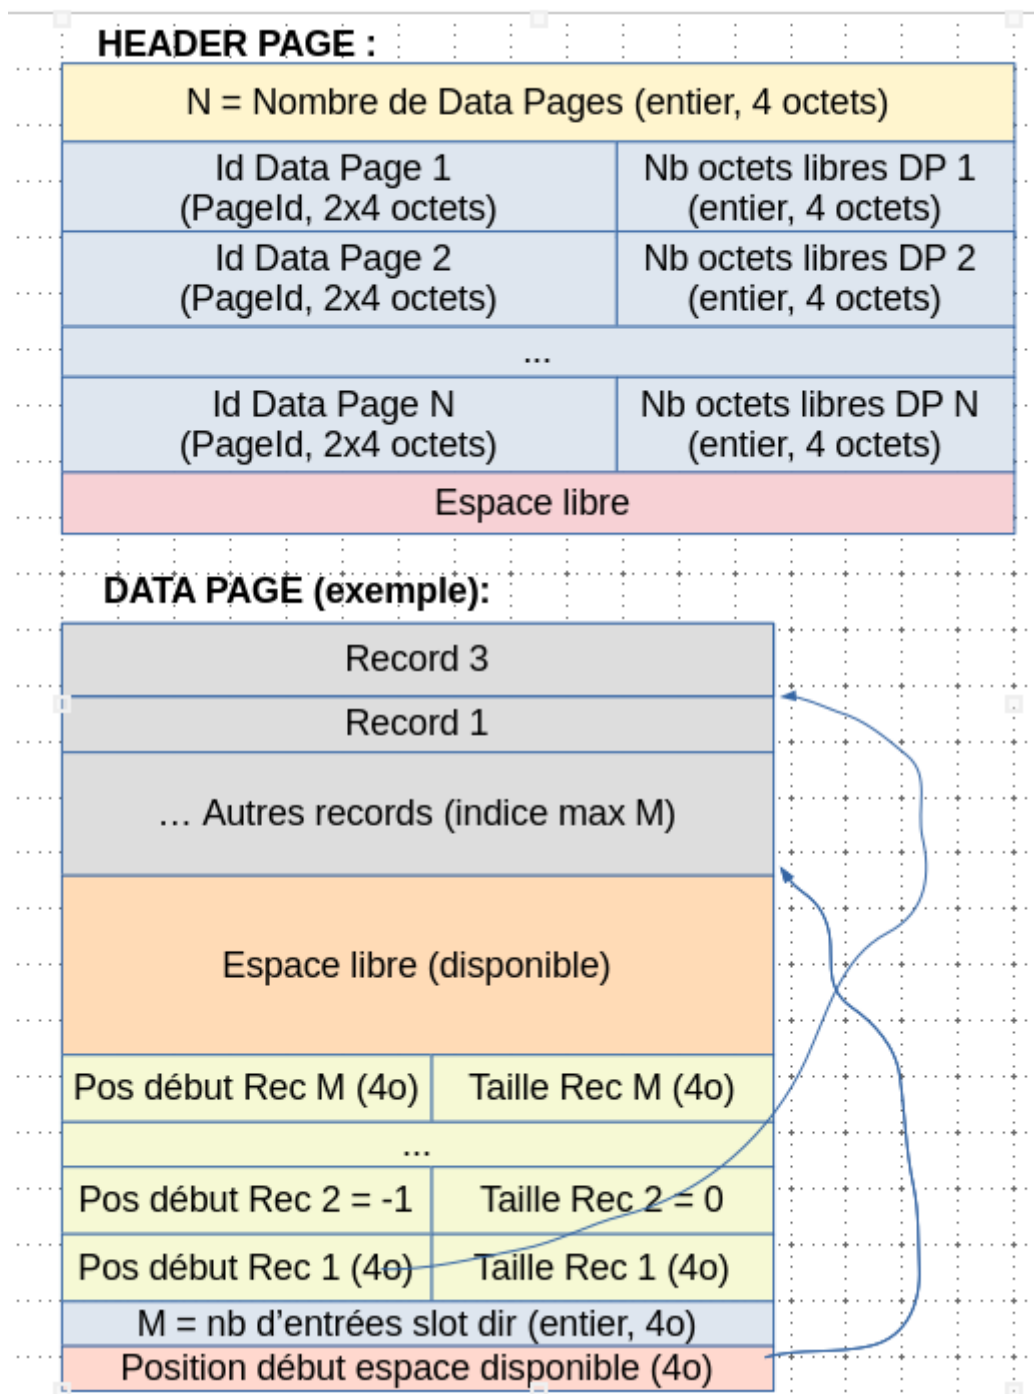 HEADER PAGE :
N = Nombre de Data Pages (entier, 4 octets)
Id Data Page 1
(PageId, 2x4 octets)
Nb octets libres DP 1
(entier, 4 octets)
Id Data Page 2
(PageId, 2x4 octets)
Nb octets libres DP 2
(entier, 4 octets)
...
Id Data Page N
(PageId, 2x4 octets)
Nb octets libres DP N
(entier, 4 octets)
Espace libre
DATA PAGE (exemple):
Record 3
Record 1
… Autres records (indice max M)
Espace libre (disponible)
Pos début Rec M (4o)
Taille Rec M (4o)
...
Pos début Rec 2 = -1
Taille Rec 2 = 0
Pos début Rec 1 (4o)
Taille Rec 1 (4o)
M = nb d’entrées slot dir (entier, 4o)
Position début espace disponible (4o)